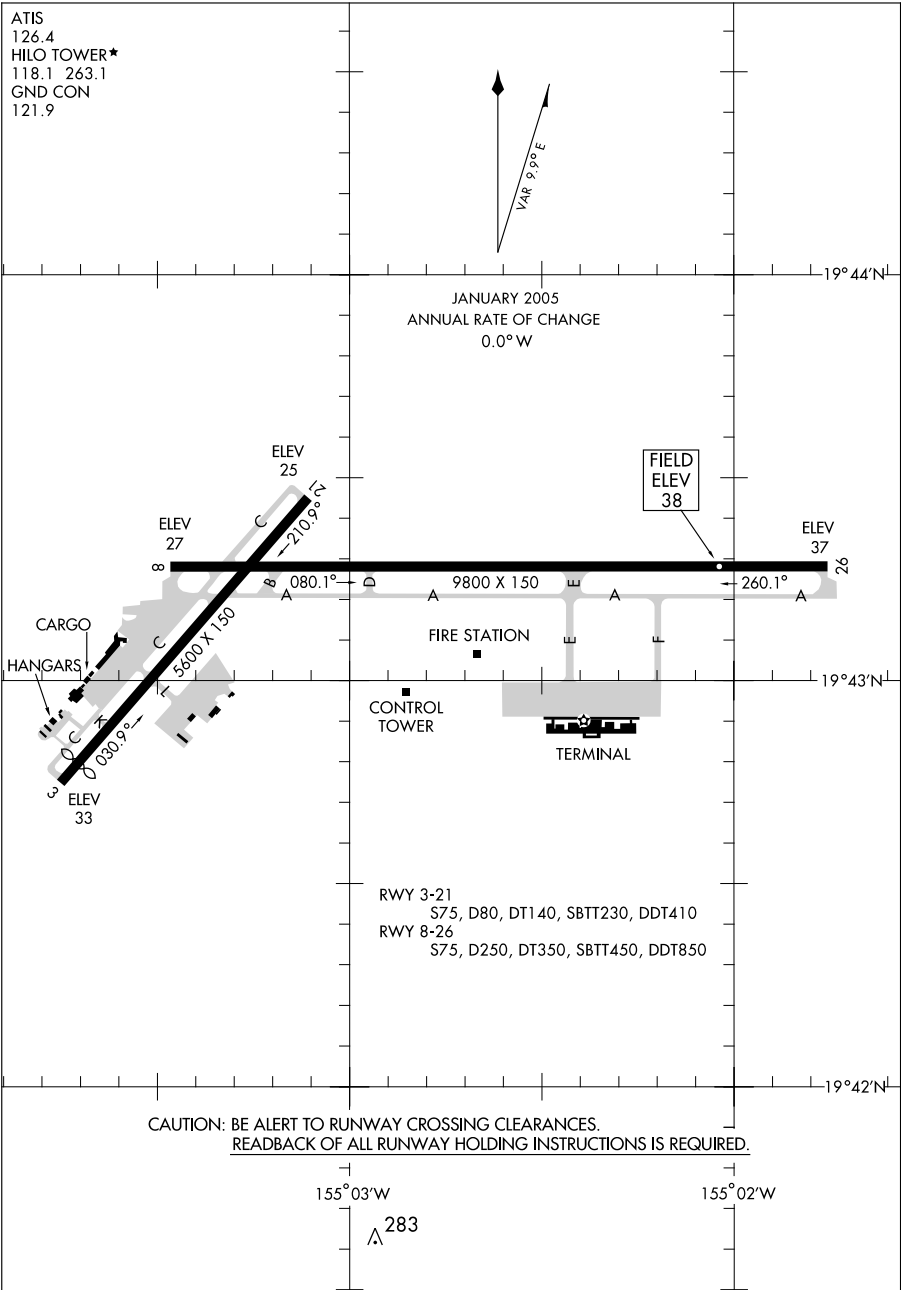 ATIS
126.4
HILO TOWER★
118.1 263.1
GND CON
121.9
VAR 9.9° E
19°44'N
JANUARY 2005
ANNUAL RATE OF CHANGE
0.0° W
ELEV
25
21
210.9°
C
FIELD
ELEV
38
ELEV
27
8
ELEV
37
26
B
080.1°
D
9800 X 150
E
260.1°
A
A
A
A
CARGO
HANGARS
C
5600 X 150
FIRE STATION
E
F
L
K
C
030.9°
19°43'N
CONTROL
TOWER
TERMINAL
3
ELEV
33
RWY 3-21
S75, D80, DT140, SBTT230, DDT410
RWY 8-26
S75, D250, DT350, SBTT450, DDT850
19°42'N
CAUTION: BE ALERT TO RUNWAY CROSSING CLEARANCES.
READBACK OF ALL RUNWAY HOLDING INSTRUCTIONS IS REQUIRED.
155°03'W
155°02'W
283